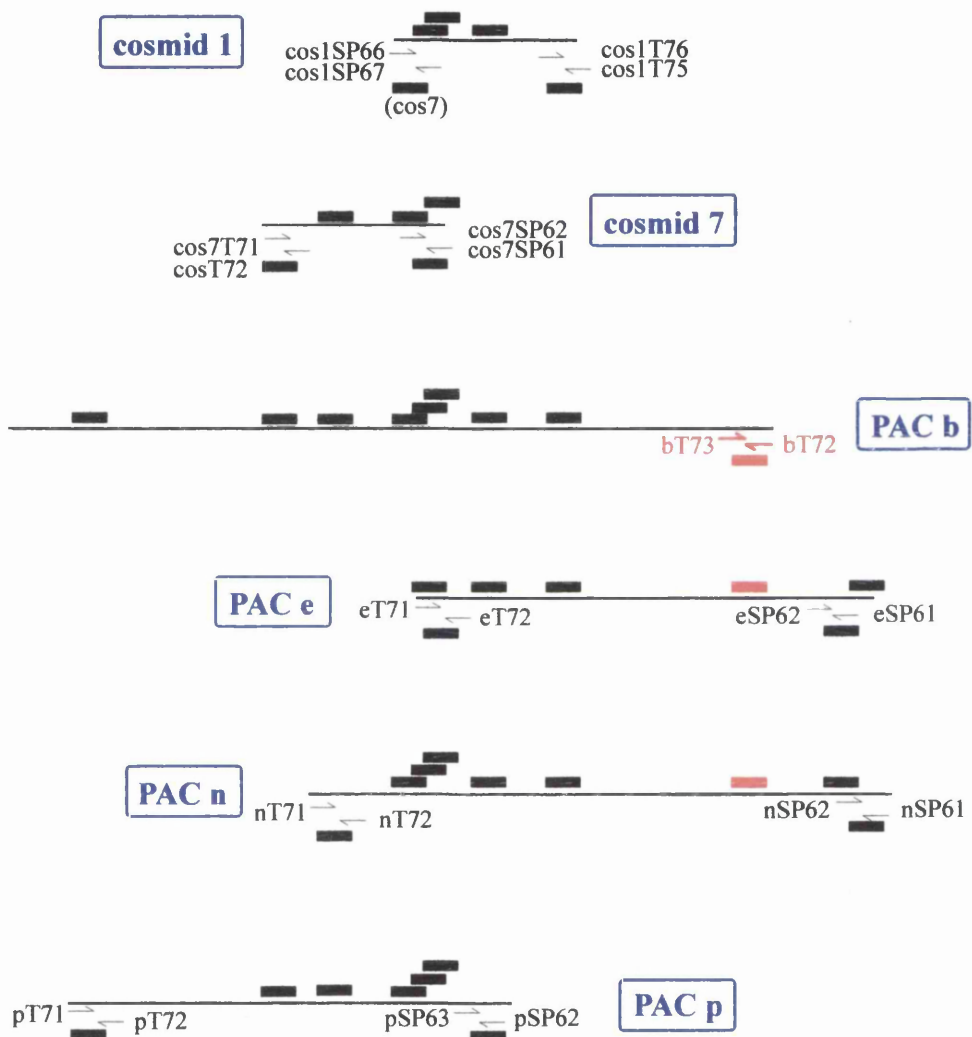 cosmid 1
cos1SP66
cos1SP67
cos1T76
cos1T75
(cos7)
cosmid 7
cos7T71
cosT72
cos7SP62
cos7SP61
PAC b
bT73
bT72
PAC e
eT71
eT72
eSP62
eSP61
PAC n
nT71
nT72
nSP62
nSP61
PAC p
pT71
pT72
pSP63
pSP62